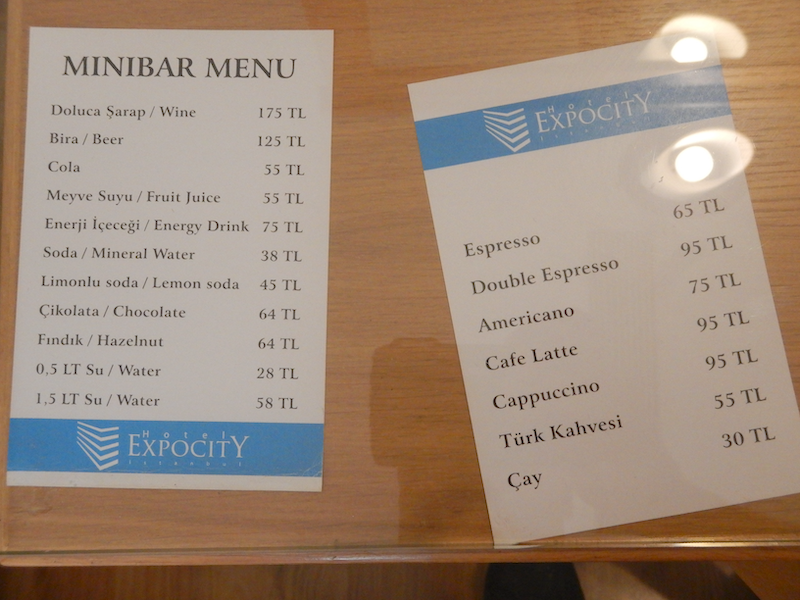 MINIBAR MENU
Doluca Şarap / Wine 175 TL
Bira / Beer 125 TL
Cola 55 TL
Meyve Suyu / Fruit Juice 55 TL
Enerji İçeceği / Energy Drink 75 TL
Soda / Mineral Water 38 TL
Limonlu soda / Lemon soda 45 TL
Çikolata / Chocolate 64 TL
Fındık / Hazelnut 64 TL
0,5 LT Su / Water 28 TL
1,5 LT Su / Water 58 TL
Hotel
EXPOCITY
İstanbul
Hotel
EXPOCITY
İstanbul
Espresso 65 TL
Double Espresso 95 TL
Americano 75 TL
Cafe Latte 95 TL
Cappuccino 95 TL
Türk Kahvesi 55 TL
Çay 30 TL